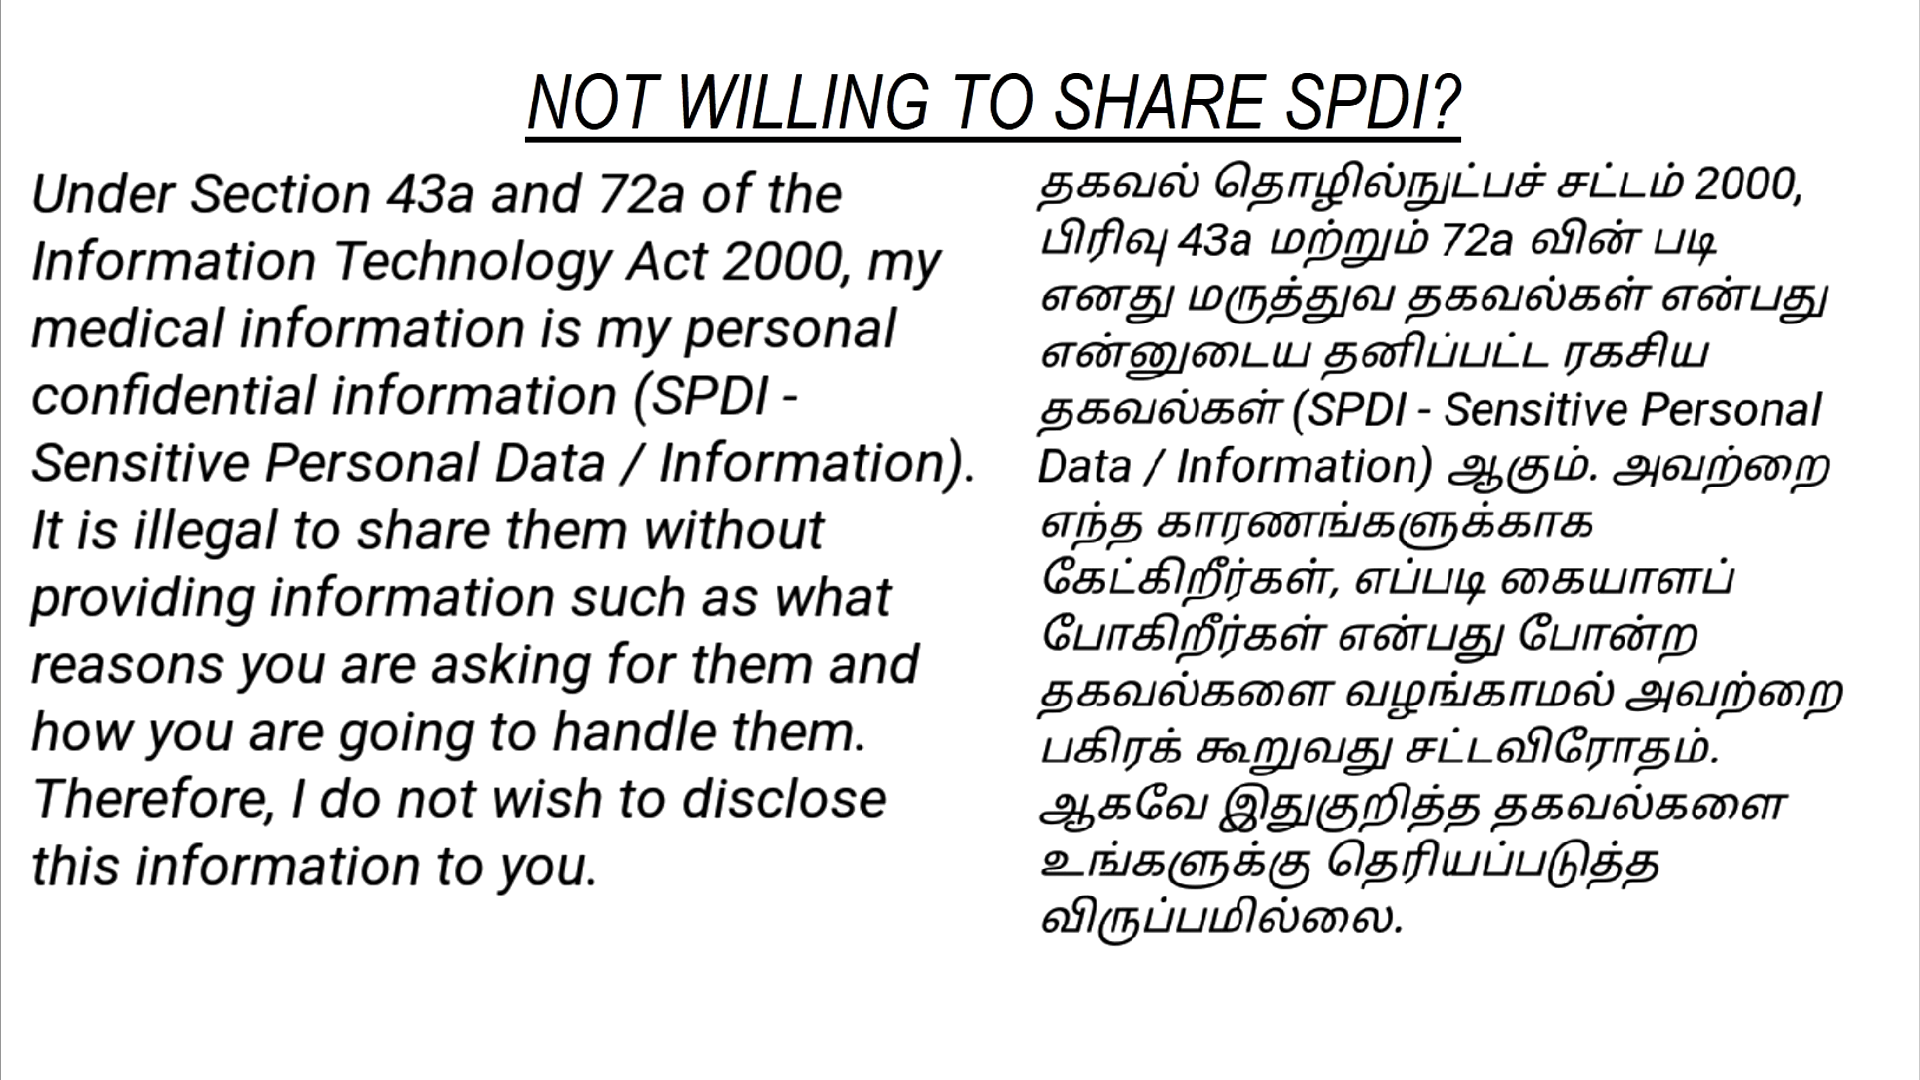 NOT WILLING TO SHARE SPDI?
Under Section 43a and 72a of the
Information Technology Act 2000, my
medical information is my personal
confidential information (SPDI -
Sensitive Personal Data / Information).
It is illegal to share them without
providing information such as what
reasons you are asking for them and
how you are going to handle them.
Therefore, I do not wish to disclose
this information to you.
தகவல் தொழில்நுட்பச் சட்டம் 2000,
பிரிவு 43a மற்றும் 72a வின் படி
எனது மருத்துவ தகவல்கள் என்பது
என்னுடைய தனிப்பட்ட ரகசிய
தகவல்கள் (SPDI - Sensitive Personal
Data / Information) ஆகும். அவற்றை
எந்த காரணங்களுக்காக
கேட்கிறீர்கள், எப்படி கையாளப்
போகிறீர்கள் என்பது போன்ற
தகவல்களை வழங்காமல் அவற்றை
பகிரக் கூறுவது சட்டவிரோதம்.
ஆகவே இதுகுறித்த தகவல்களை
உங்களுக்கு தெரியப்படுத்த
விருப்பமில்லை.